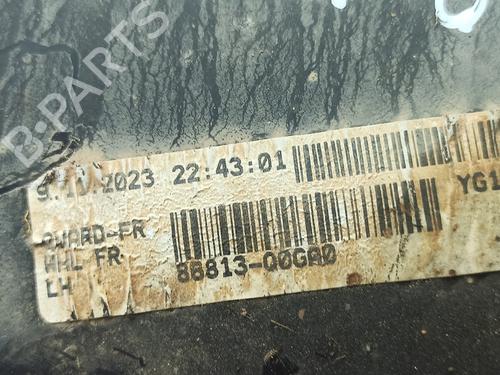 B-PARTS
2023 22:43:01
YG1
GUARD-FR
WHL FR
LH
86813-Q0GA0